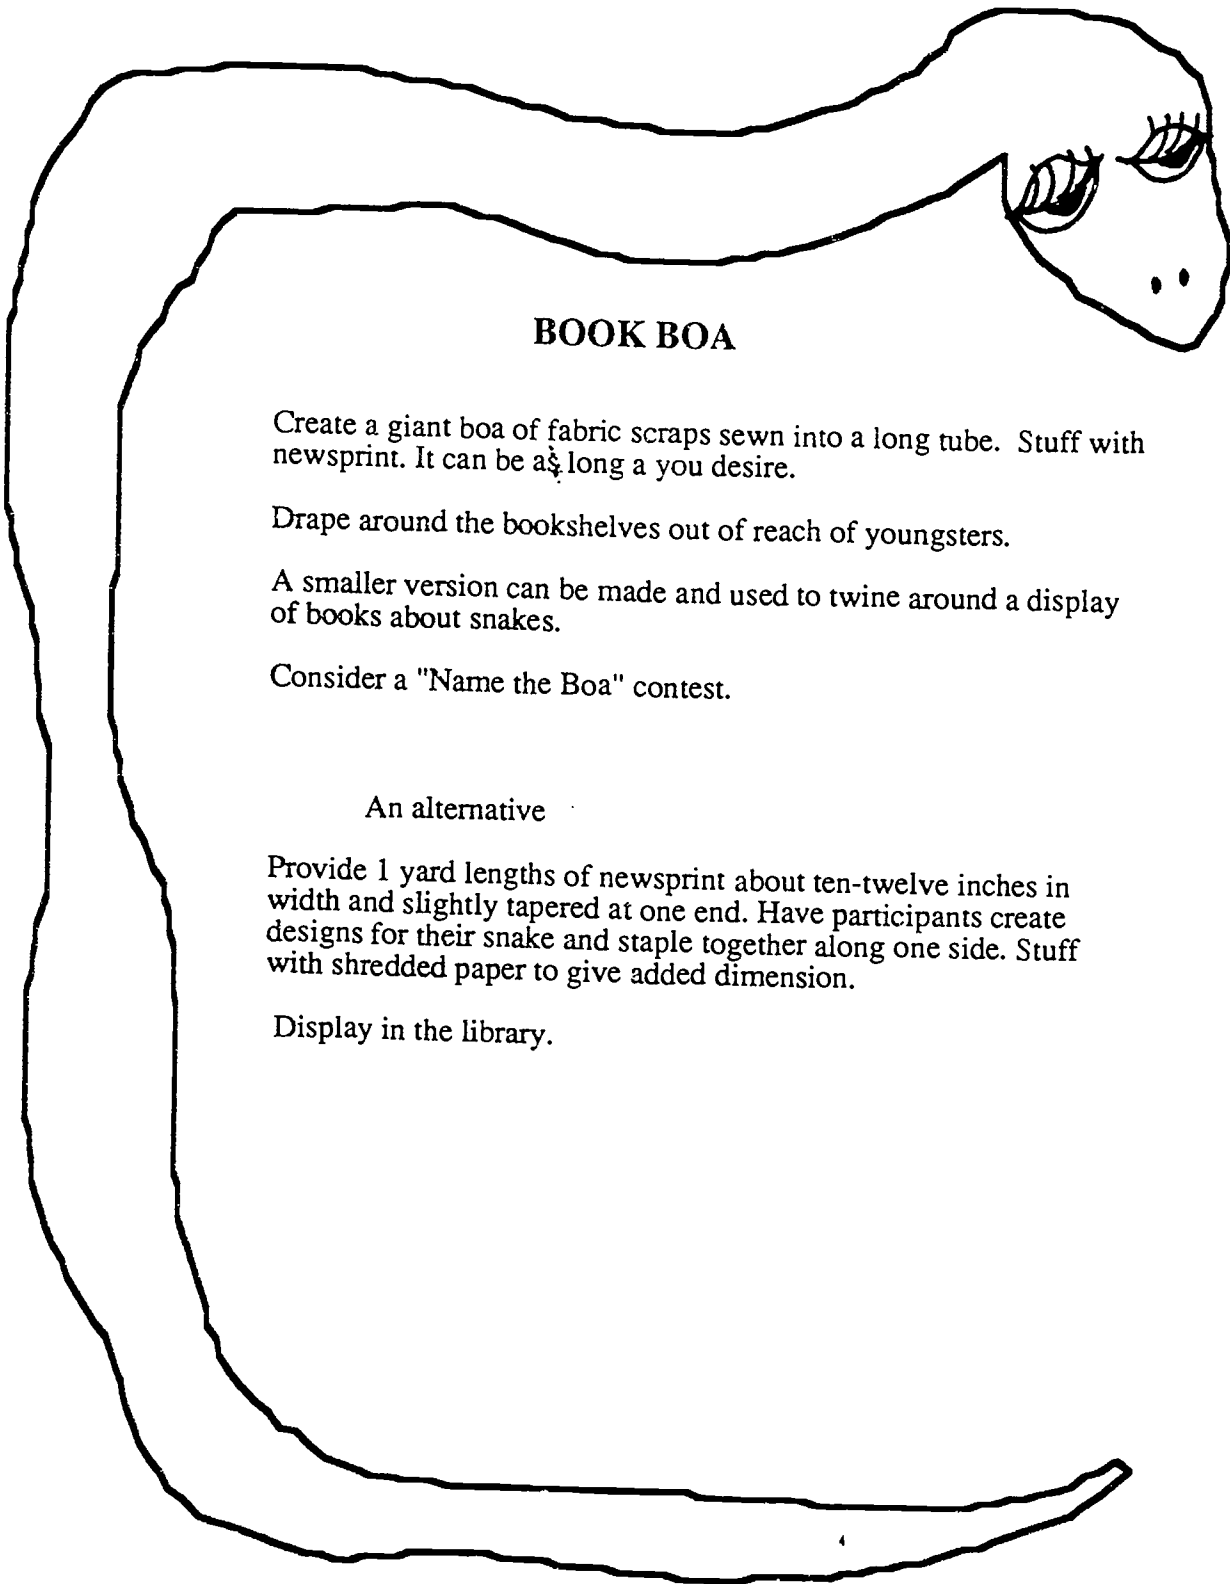 BOOK BOA
Create a giant boa of fabric scraps sewn into a long tube. Stuff with
newsprint. It can be as long a you desire.
Drape around the bookshelves out of reach of youngsters.
A smaller version can be made and used to twine around a display
of books about snakes.
Consider a "Name the Boa" contest.
An alternative
Provide 1 yard lengths of newsprint about ten-twelve inches in
width and slightly tapered at one end. Have participants create
designs for their snake and staple together along one side. Stuff
with shredded paper to give added dimension.
Display in the library.